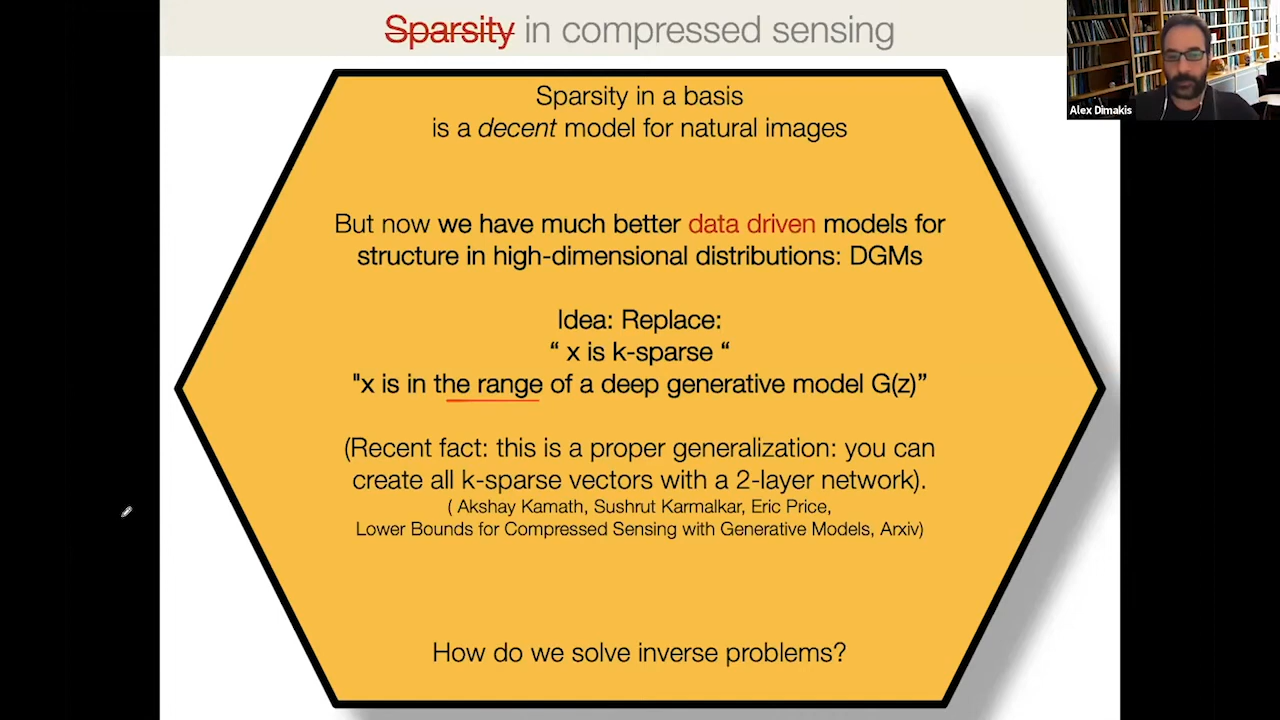 Sparsity in compressed sensing
Alex Dimakis
Sparsity in a basis
is a decent model for natural images
But now we have much better data driven models for
structure in high-dimensional distributions: DGMs
Idea: Replace:
“ x is k-sparse “
"x is in the range of a deep generative model G(z)”
(Recent fact: this is a proper generalization: you can
create all k-sparse vectors with a 2-layer network).
( Akshay Kamath, Sushrut Karmalkar, Eric Price,
Lower Bounds for Compressed Sensing with Generative Models, Arxiv)
How do we solve inverse problems?